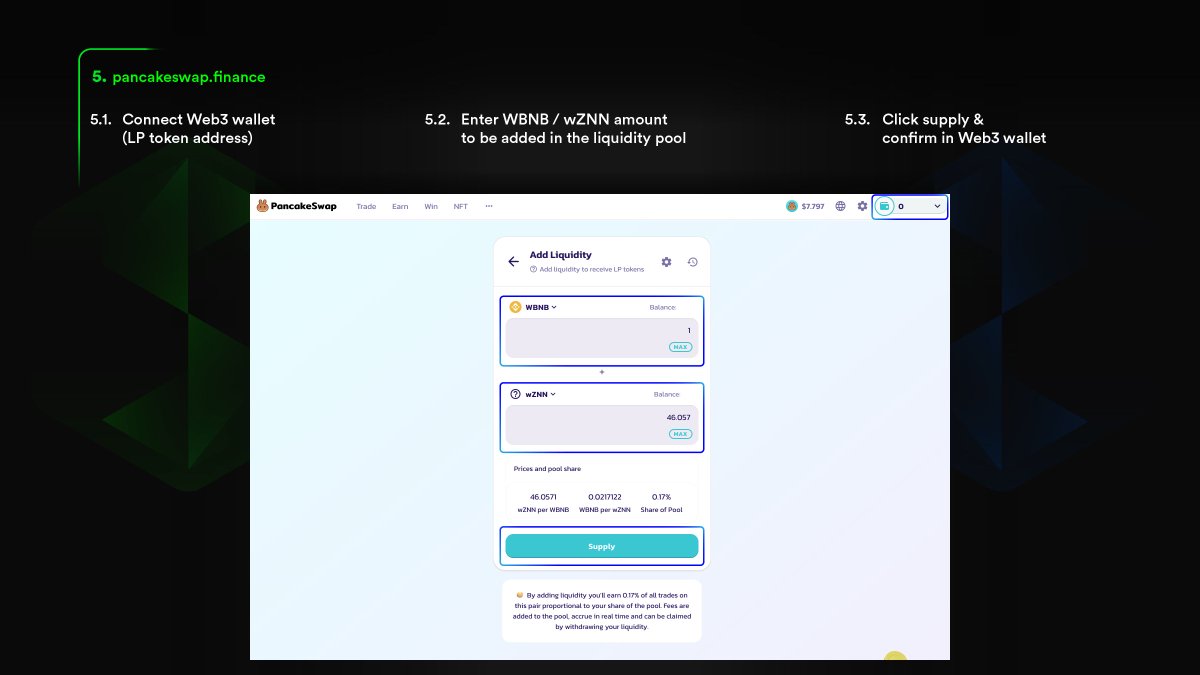 5. pancakeswap.finance
5.1. Connect Web3 wallet
(LP token address)
5.2. Enter WBNB / wZNN amount
to be added in the liquidity pool
5.3. Click supply &
confirm in Web3 wallet
PancakeSwap Trade Earn Win NFT ··· $7.797 0
Add Liquidity
Add liquidity to receive LP tokens
WBNB Balance:
1
MAX
+
wZNN Balance
46.057
MAX
Prices and pool share
46.0571 0.0217122 0.17%
wZNN per WBNB WBNB per wZNN Share of Pool
Supply
By adding liquidity you'll earn 0.17% of all trades on
this pair proportional to your share of the pool. Fees are
added to the pool, accrue in real time and can be claimed
by withdrawing your liquidity.